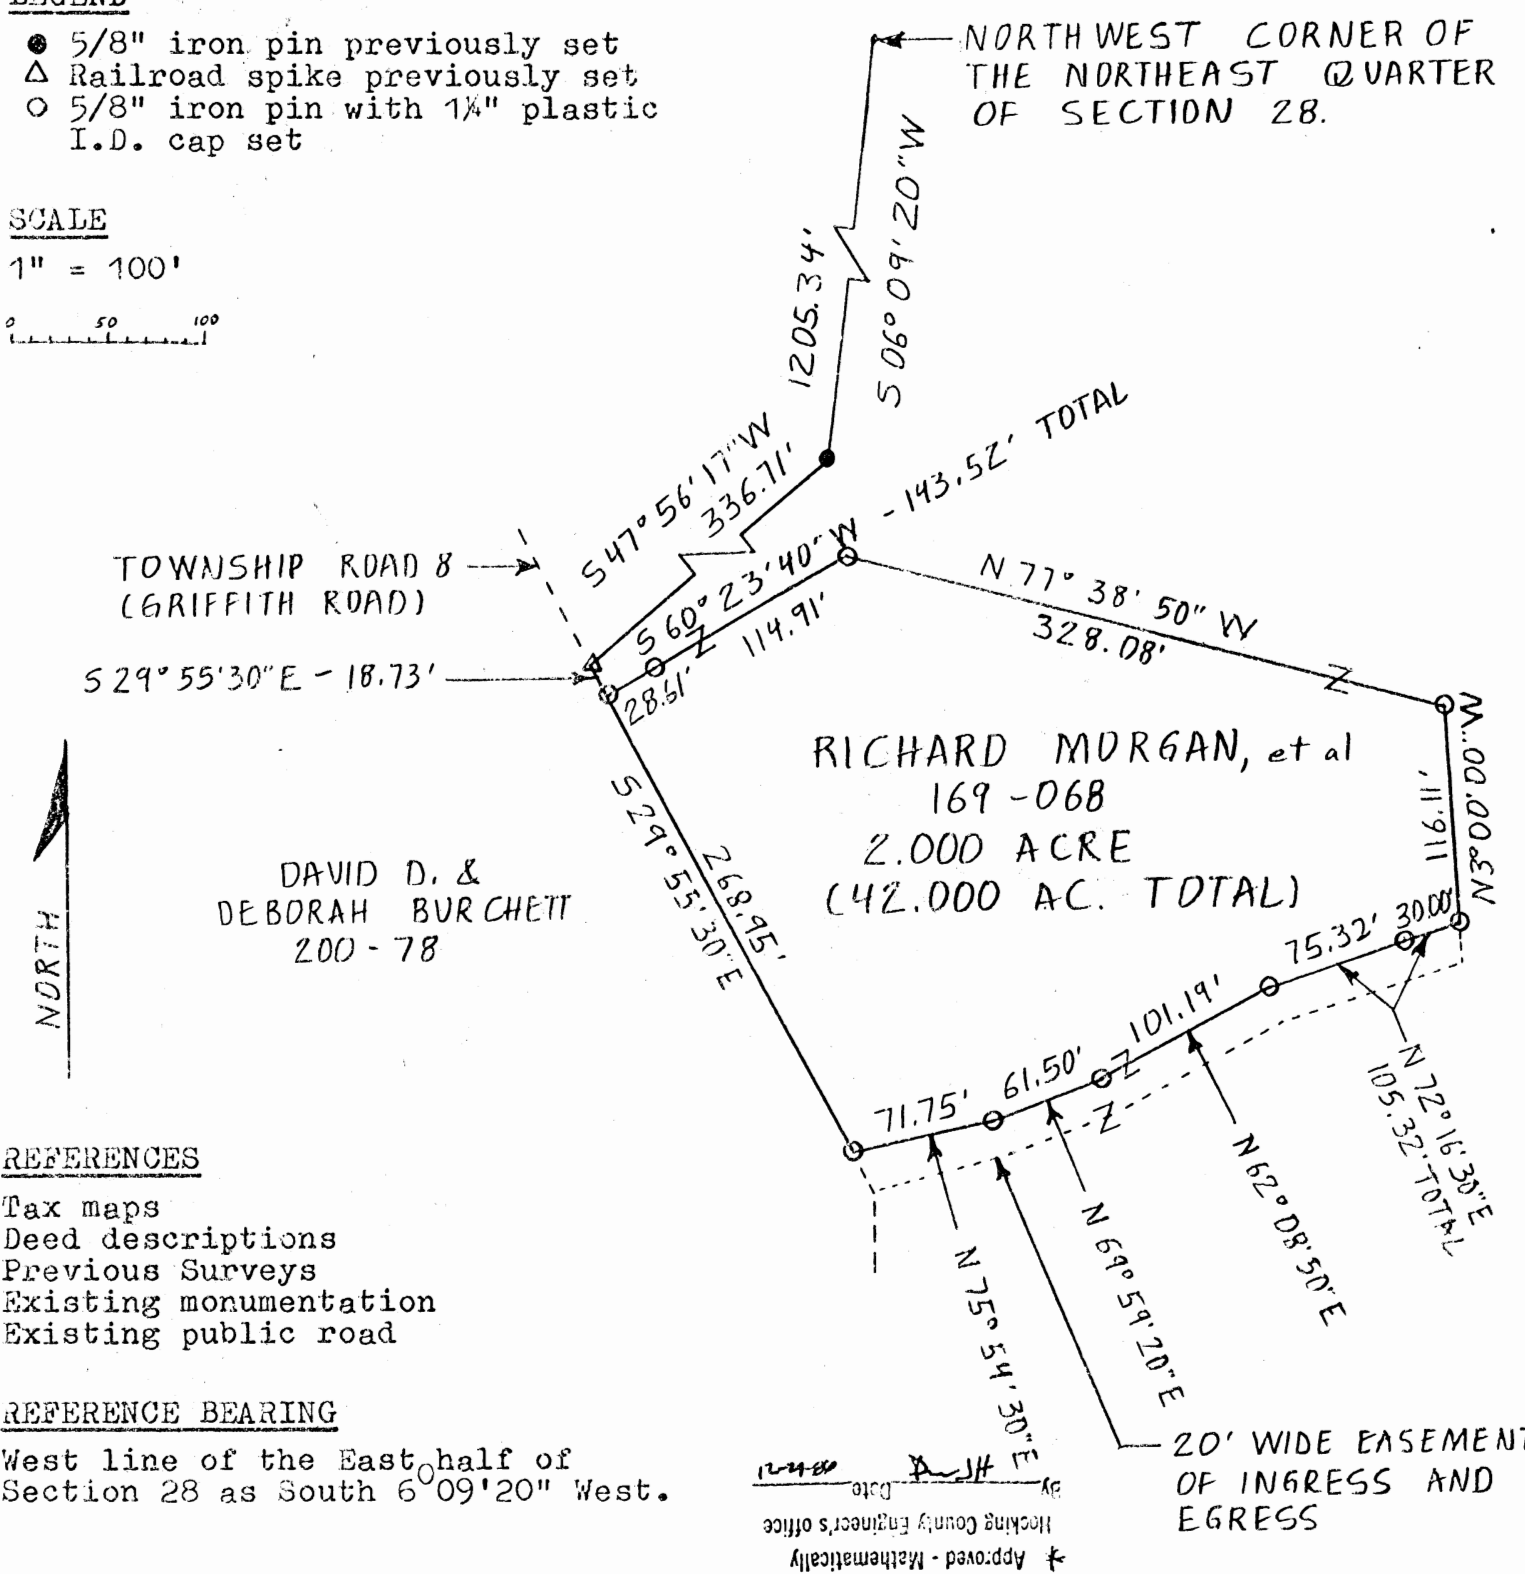 LEGEND
5/8" iron pin previously set
Railroad spike previously set
5/8" iron pin with 1¼" plastic
I.D. cap set
SCALE
1" = 100'
0 50 100
NORTHWEST CORNER OF
THE NORTHEAST QUARTER
OF SECTION 28.
1205.34'
S 06° 09' 20" W
S 47° 56' 17" W
336.71'
S 60° 23' 40" W - 143.52' TOTAL
114.91'
28.61'
TOWNSHIP ROAD 8
(GRIFFITH ROAD)
S 29° 55' 30" E - 18.73'
N 77° 38' 50" W
328.08'
RICHARD MORGAN, et al
169-068
2.000 ACRE
(42.000 AC. TOTAL)
N3°00'00"W
116.11'
268.95'
S 29° 55' 30" E
DAVID D. &
DEBORAH BURCHETT
200-78
NORTH
30.00'
75.32'
101.19'
61.50'
71.75'
N 72° 16' 30" E
105.32' TOTAL
N 62° 08' 50" E
N 69° 59' 20" E
N 75° 54' 30" E
20' WIDE EASEMENT
OF INGRESS AND
EGRESS
REFERENCES
Tax maps
Deed descriptions
Previous Surveys
Existing monumentation
Existing public road
REFERENCE BEARING
West line of the East half of
Section 28 as South 6°09'20" West.
* Approved - Mathematically
Hocking County Engineer's office
By Date